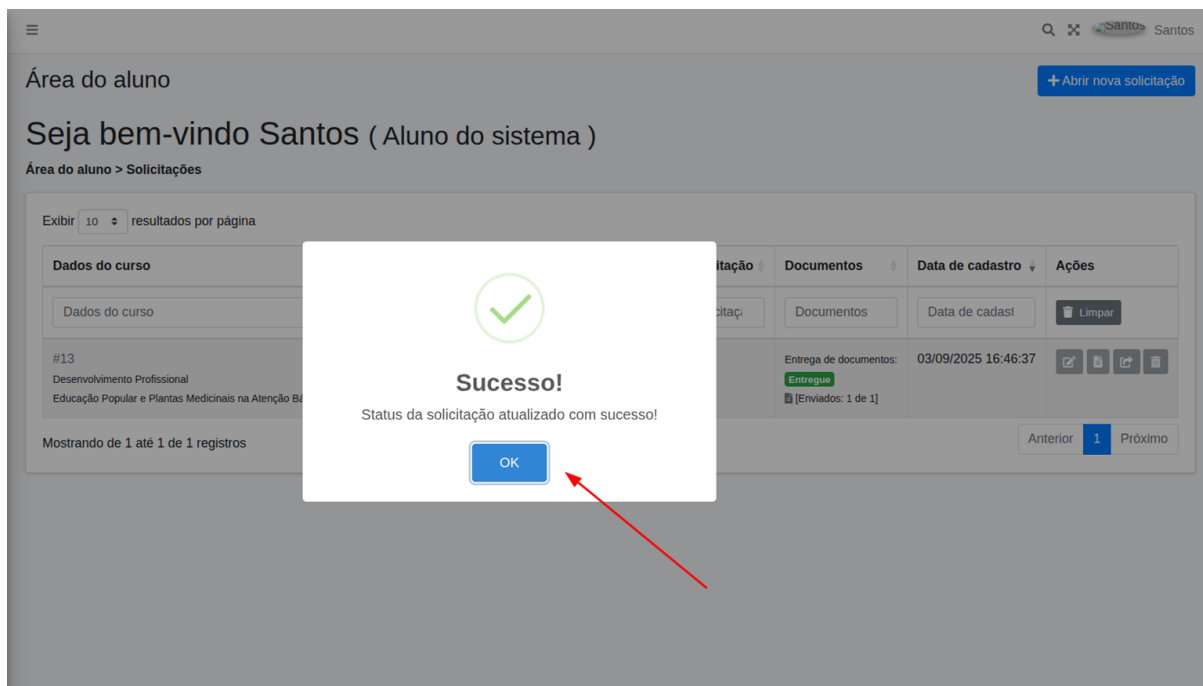 Santos Santos
Área do aluno
Abrir nova solicitação
Seja bem-vindo Santos ( Aluno do sistema )
Área do aluno > Solicitações
Exibir 10 resultados por página
Dados do curso itação Documentos Data de cadastro Ações
Dados do curso Documentos Data de cadast Limpar
#13
Desenvolvimento Profissional
Educação Popular e Plantas Medicinais na Atenção Bá
Entrega de documentos:
Entregue
[Enviados: 1 de 1]
03/09/2025 16:46:37
Mostrando de 1 até 1 de 1 registros
Anterior 1 Próximo
Sucesso!
Status da solicitação atualizado com sucesso!
OK